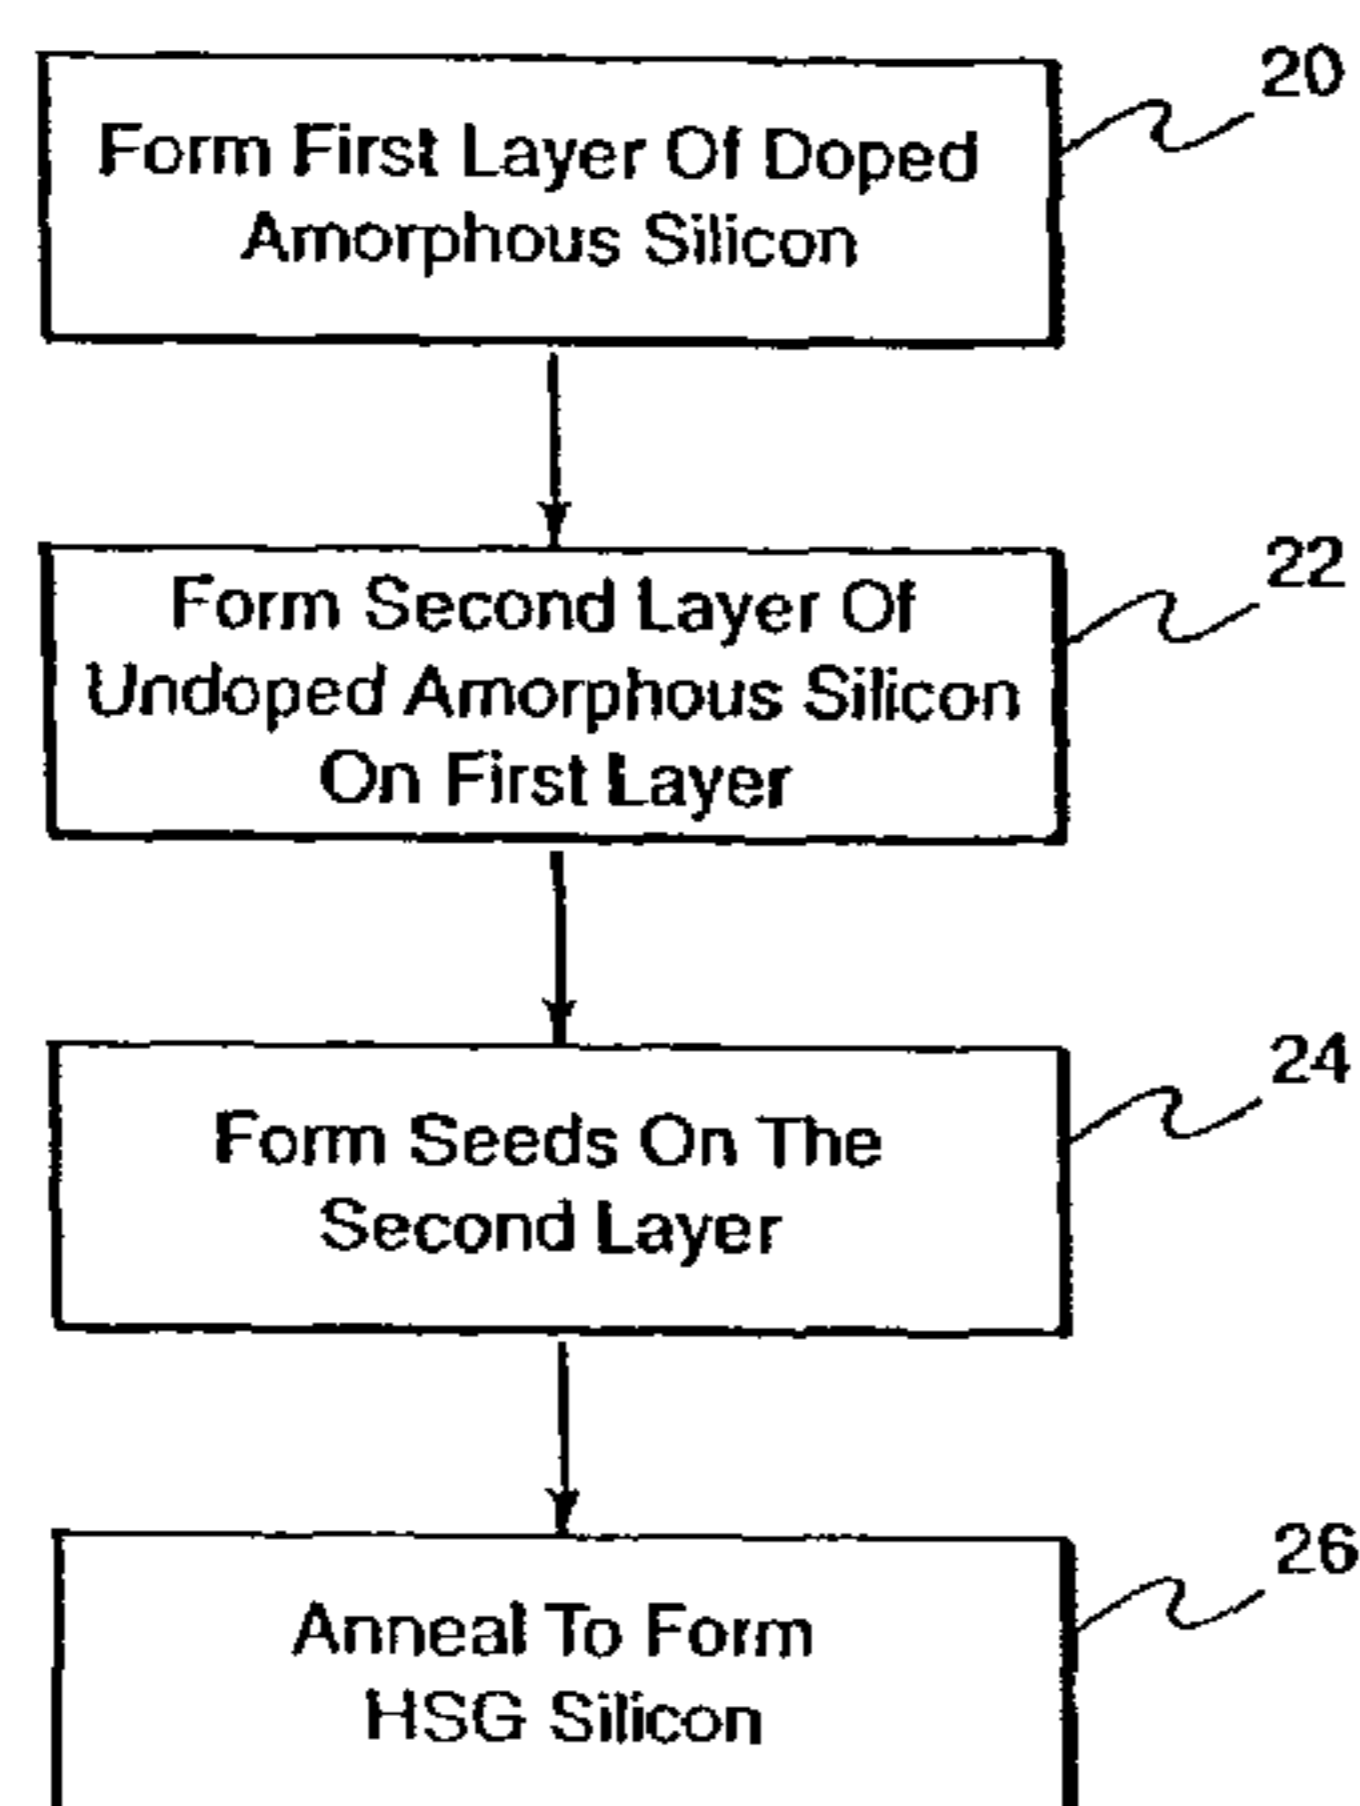 20
Form First Layer Of Doped
Amorphous Silicon
22
Form Second Layer Of
Undoped Amorphous Silicon
On First Layer
24
Form Seeds On The
Second Layer
26
Anneal To Form
HSG Silicon